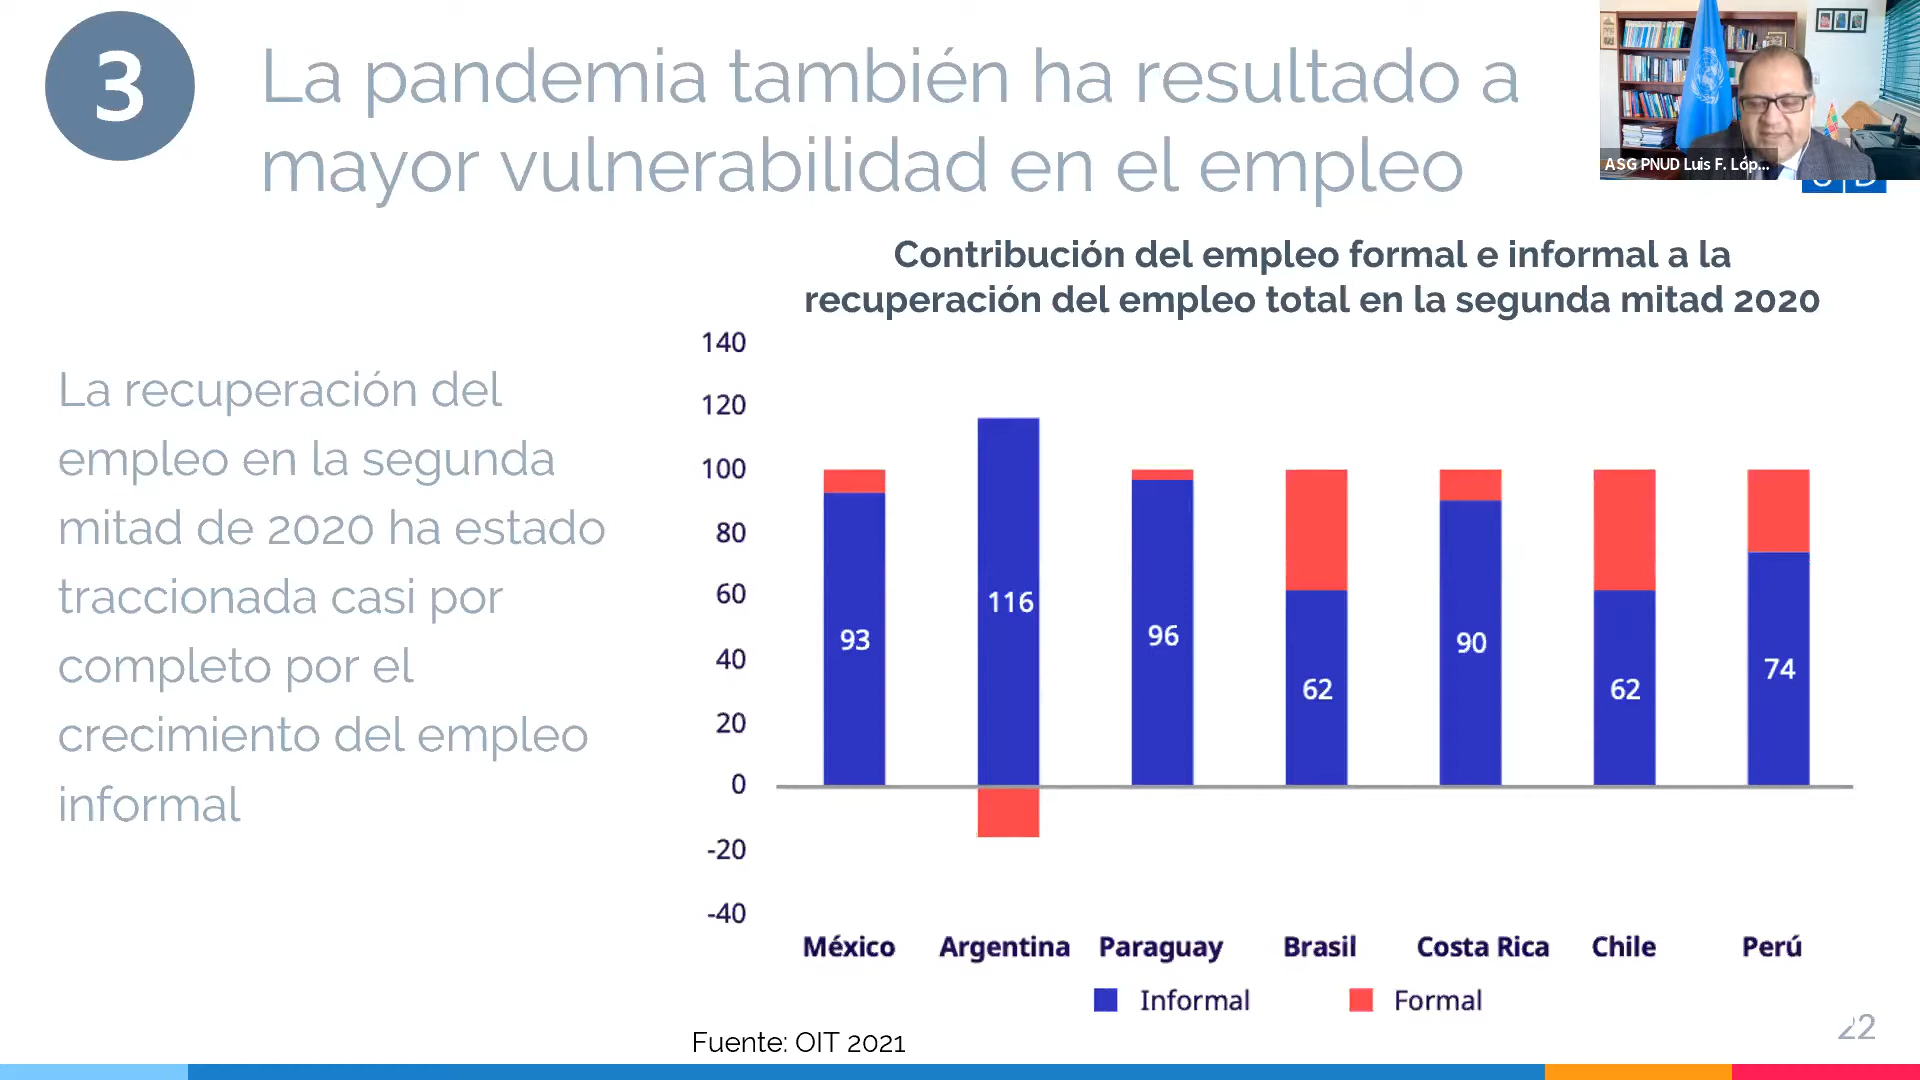 3
La pandemia también ha resultado a
mayor vulnerabilidad en el empleo
ASG PNUD Luis F. Lóp...
Contribución del empleo formal e informal a la
recuperación del empleo total en la segunda mitad 2020
La recuperación del
empleo en la segunda
mitad de 2020 ha estado
traccionada casi por
completo por el
crecimiento del empleo
informal
140
120
100
80
60
40
20
0
-20
-40
93
116
96
62
90
62
74
México Argentina Paraguay Brasil Costa Rica Chile Perú
Informal Formal
Fuente: OIT 2021
22